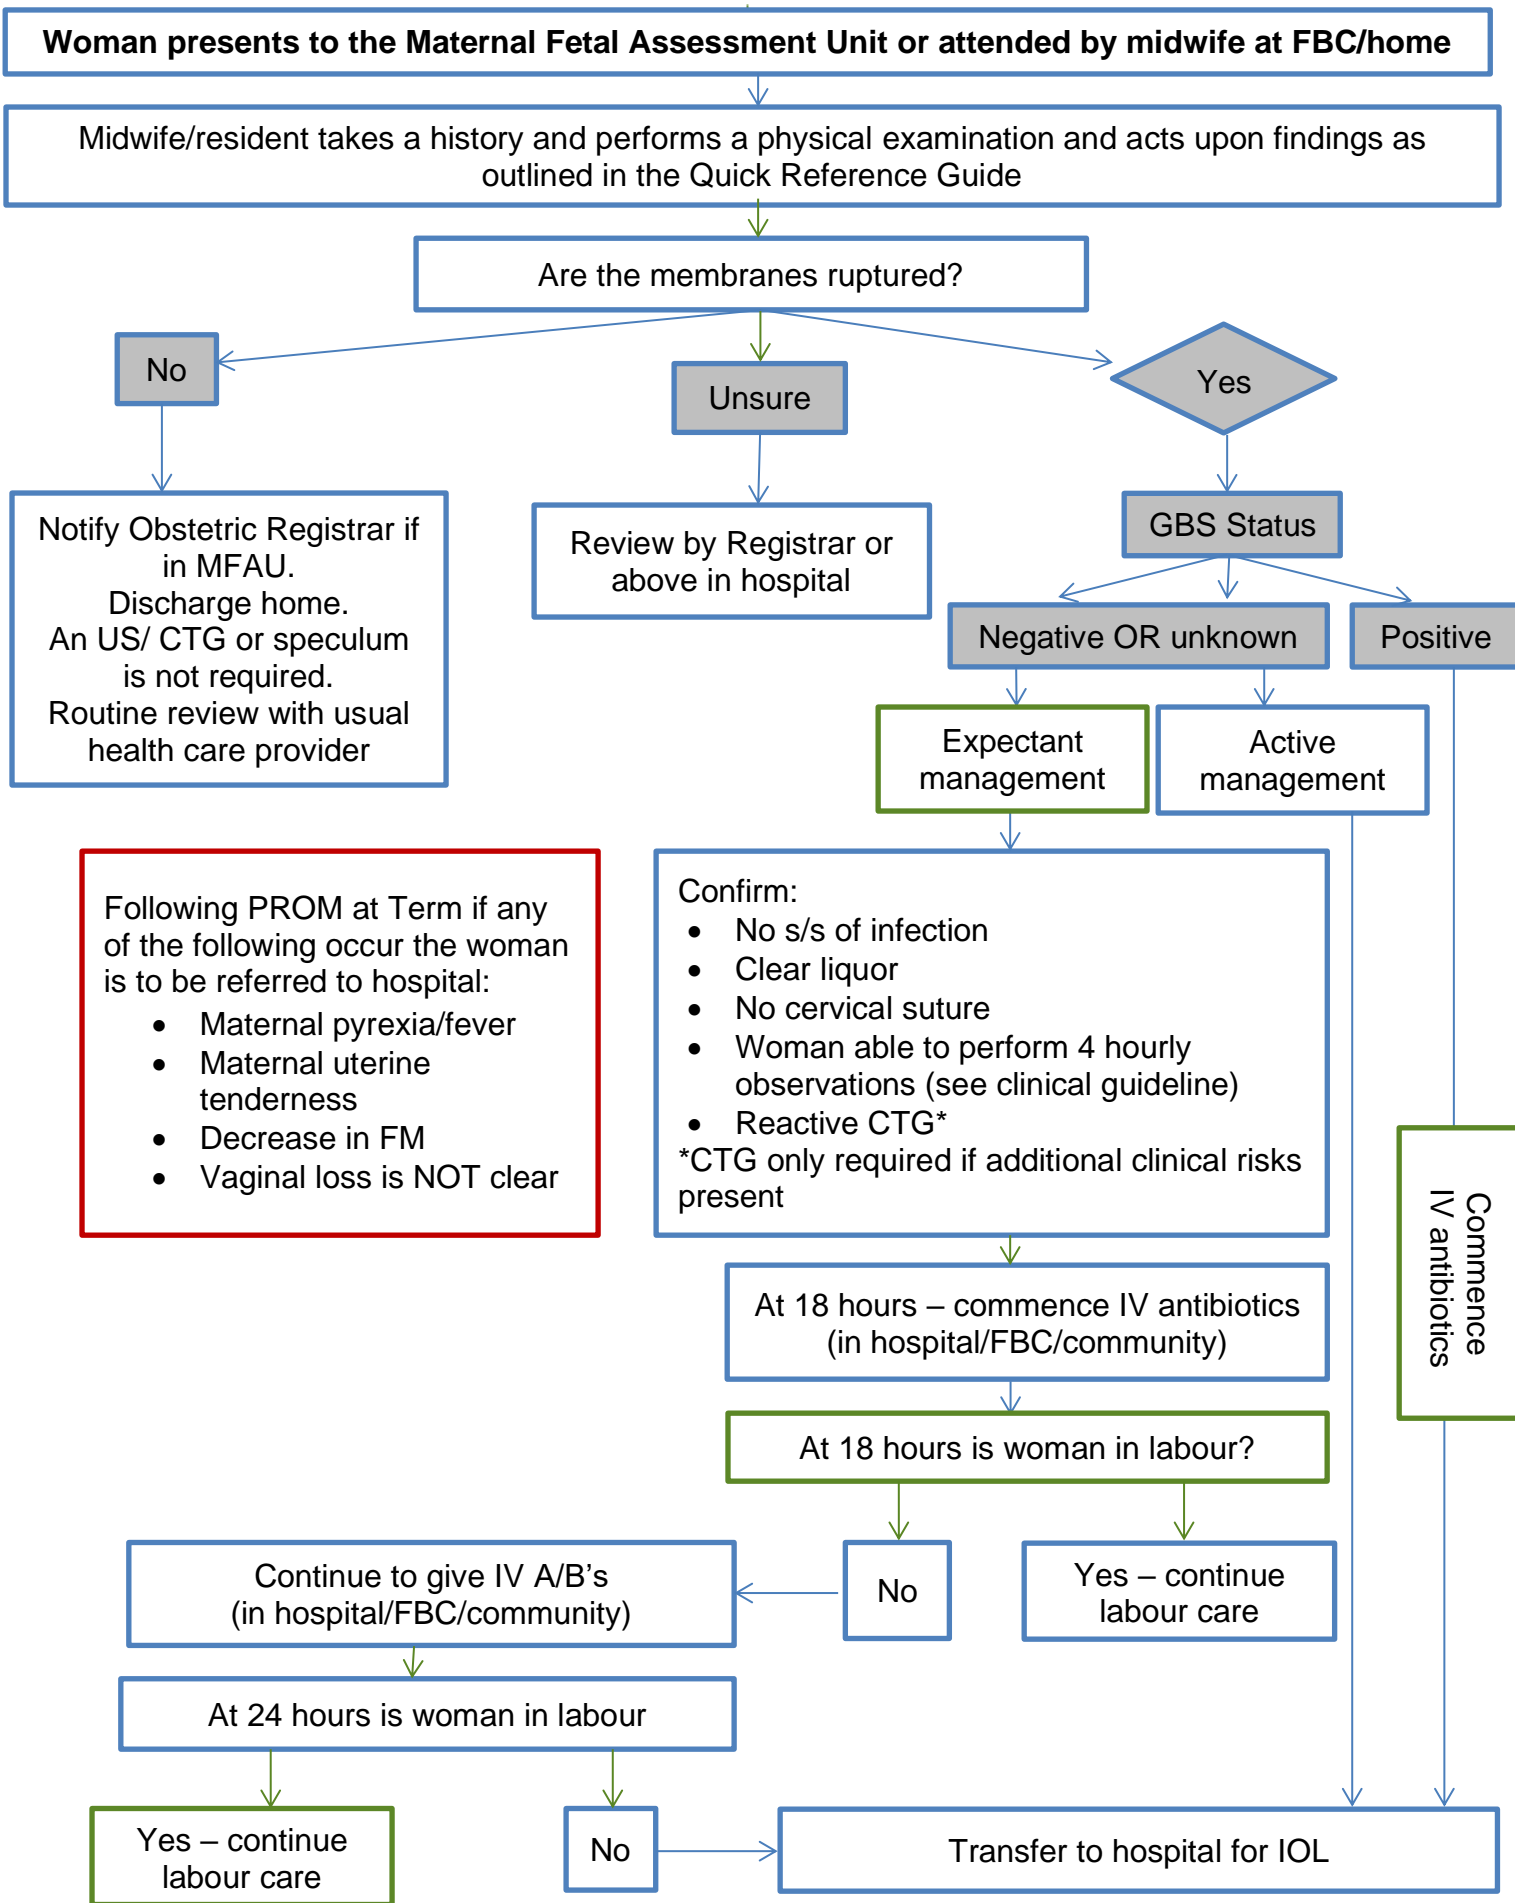 Woman presents to the Maternal Fetal Assessment Unit or attended by midwife at FBC/home
Midwife/resident takes a history and performs a physical examination and acts upon findings as
outlined in the Quick Reference Guide
Are the membranes ruptured?
No
Unsure
Yes
Notify Obstetric Registrar if
in MFAU.
Discharge home.
An US/ CTG or speculum
is not required.
Routine review with usual
health care provider
Review by Registrar or
above in hospital
GBS Status
Negative OR unknown
Positive
Expectant
management
Active
management
Following PROM at Term if any
of the following occur the woman
is to be referred to hospital:
• Maternal pyrexia/fever
• Maternal uterine
tenderness
• Decrease in FM
• Vaginal loss is NOT clear
Confirm:
• No s/s of infection
• Clear liquor
• No cervical suture
• Woman able to perform 4 hourly
observations (see clinical guideline)
• Reactive CTG*
*CTG only required if additional clinical risks
present
Commence
IV antibiotics
At 18 hours – commence IV antibiotics
(in hospital/FBC/community)
At 18 hours is woman in labour?
Continue to give IV A/B’s
(in hospital/FBC/community)
No
Yes – continue
labour care
At 24 hours is woman in labour
Yes – continue
labour care
No
Transfer to hospital for IOL